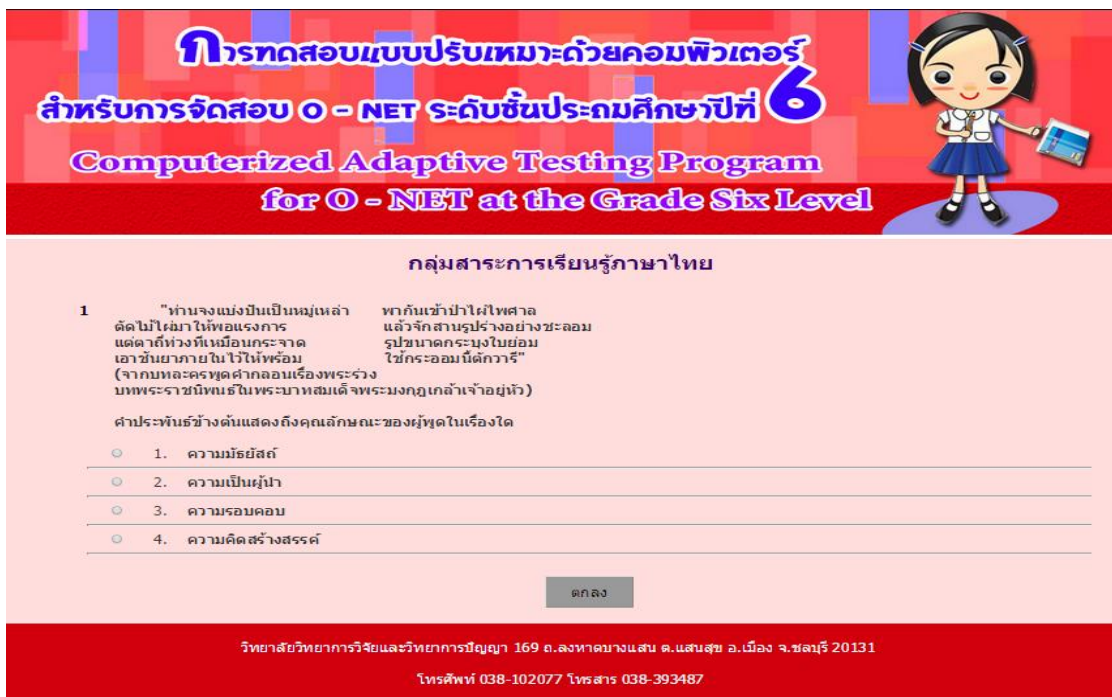 การทดสอบแบบปรับเหมาะด้วยคอมพิวเตอร์
สำหรับการจัดสอบ O - NET ระดับชั้นประถมศึกษาปีที่ 6
Computerized Adaptive Testing Program
for O - NET at the Grade Six Level
กลุ่มสาระการเรียนรู้ภาษาไทย
1 "ท่านจงแบ่งปันเป็นหมู่เหล่า พากันเข้าป่าไผ่ไพศาล
ตัดไม้ไผ่มาให้พอแรงการ แล้วจักสานรูปร่างอย่างชะลอม
แต่ตาถี่ท่วงทีเหมือนกระจาด รูปขนาดกระบุงใบย่อม
เอาชันยาภายในไว้ให้พร้อม ใช้กระออมนี้ตักวารี"
(จากบทละครพูดคำกลอนเรื่องพระร่วง
บทพระราชนิพนธ์ในพระบาทสมเด็จพระมงกุฎเกล้าเจ้าอยู่หัว)
คำประพันธ์ข้างต้นแสดงถึงคุณลักษณะของผู้พูดในเรื่องใด
1. ความมัธยัสถ์
2. ความเป็นผู้นำ
3. ความรอบคอบ
4. ความคิดสร้างสรรค์
ตกลง
วิทยาลัยวิทยาการวิจัยและวิทยาการปัญญา 169 ถ.ลงหาดบางแสน ต.แสนสุข อ.เมือง จ.ชลบุรี 20131
โทรศัพท์ 038-102077 โทรสาร 038-393487